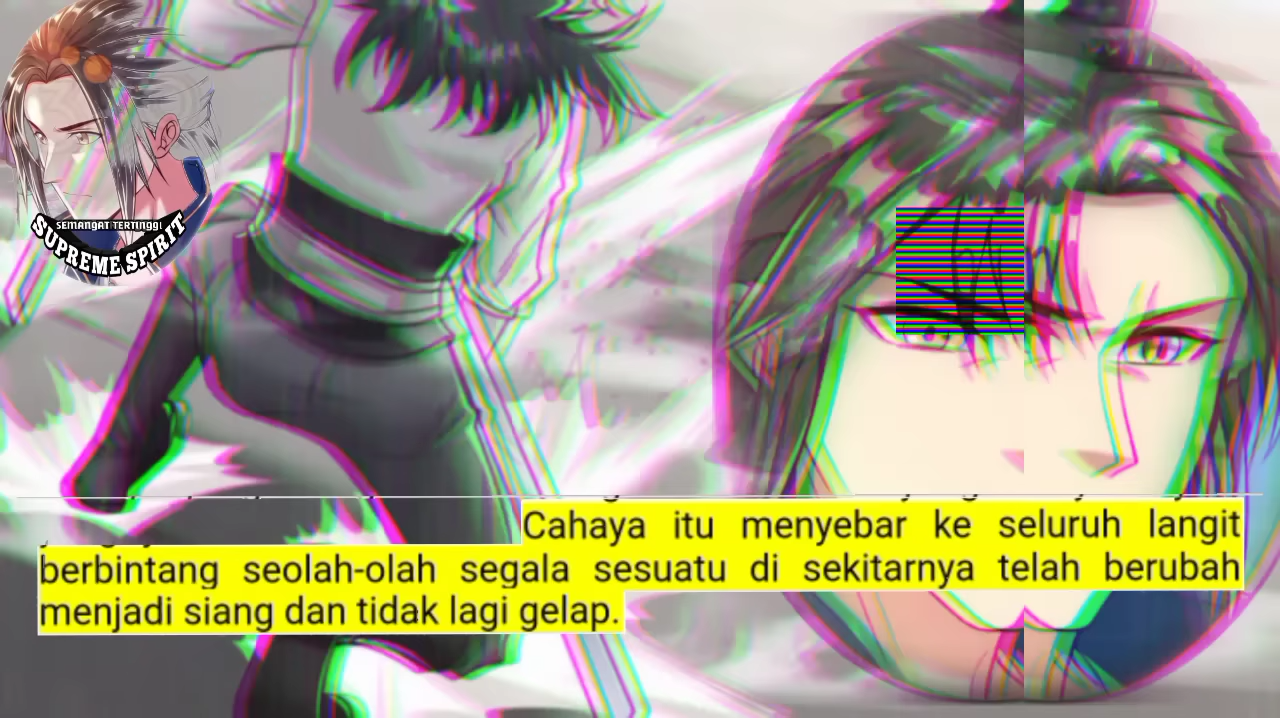 SEMANGAT TERTINGGI
SUPREME SPIRIT
Cahaya itu menyebar ke seluruh langit
berbintang seolah-olah segala sesuatu di sekitarnya telah berubah
menjadi siang dan tidak lagi gelap.